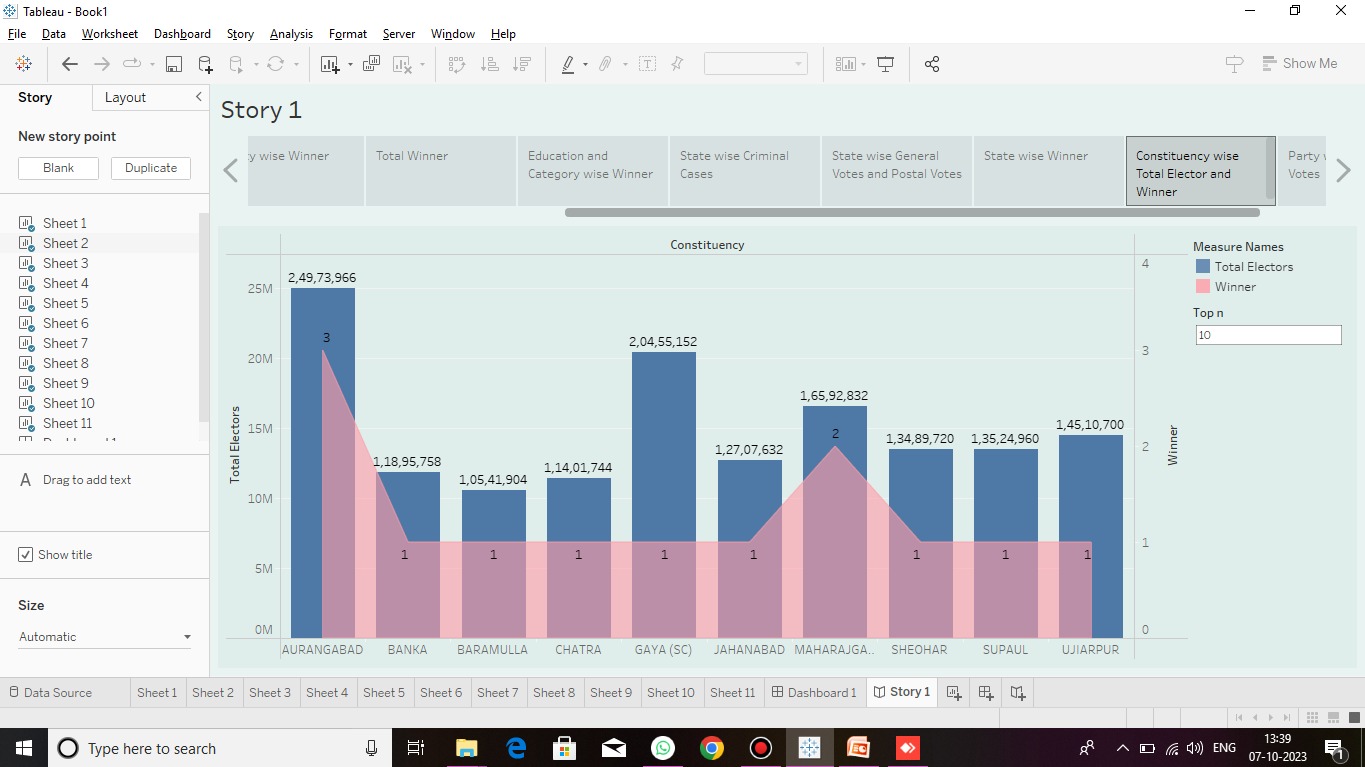 Tableau - Book1
File Data Worksheet Dashboard Story Analysis Format Server Window Help
Show Me
Story Layout
New story point
Blank Duplicate
Sheet 1
Sheet 2
Sheet 3
Sheet 4
Sheet 5
Sheet 6
Sheet 7
Sheet 8
Sheet 9
Sheet 10
Sheet 11
Drag to add text
Show title
Size
Automatic
Story 1
wise Winner
Total Winner
Education and
Category wise Winner
State wise Criminal
Cases
State wise General
Votes and Postal Votes
State wise Winner
Constituency wise
Total Elector and
Winner
Party
Votes
Constituency
Total Electors
25M
20M
15M
10M
5M
0M
2,49,73,966
1,18,95,758
1,05,41,904
1,14,01,744
2,04,55,152
1,27,07,632
1,65,92,832
1,34,89,720
1,35,24,960
1,45,10,700
3
1
1
1
1
1
2
1
1
1
AURANGABAD BANKA BARAMULLA CHATRA GAYA (SC) JAHANABAD MAHARAJGA.. SHEOHAR SUPAUL UJIARPUR
4
3
2
1
0
Winner
Measure Names
Total Electors
Winner
Top n
10
Data Source Sheet 1 Sheet 2 Sheet 3 Sheet 4 Sheet 5 Sheet 6 Sheet 7 Sheet 8 Sheet 9 Sheet 10 Sheet 11 Dashboard 1 Story 1
Type here to search
ENG
13:39
07-10-2023
1